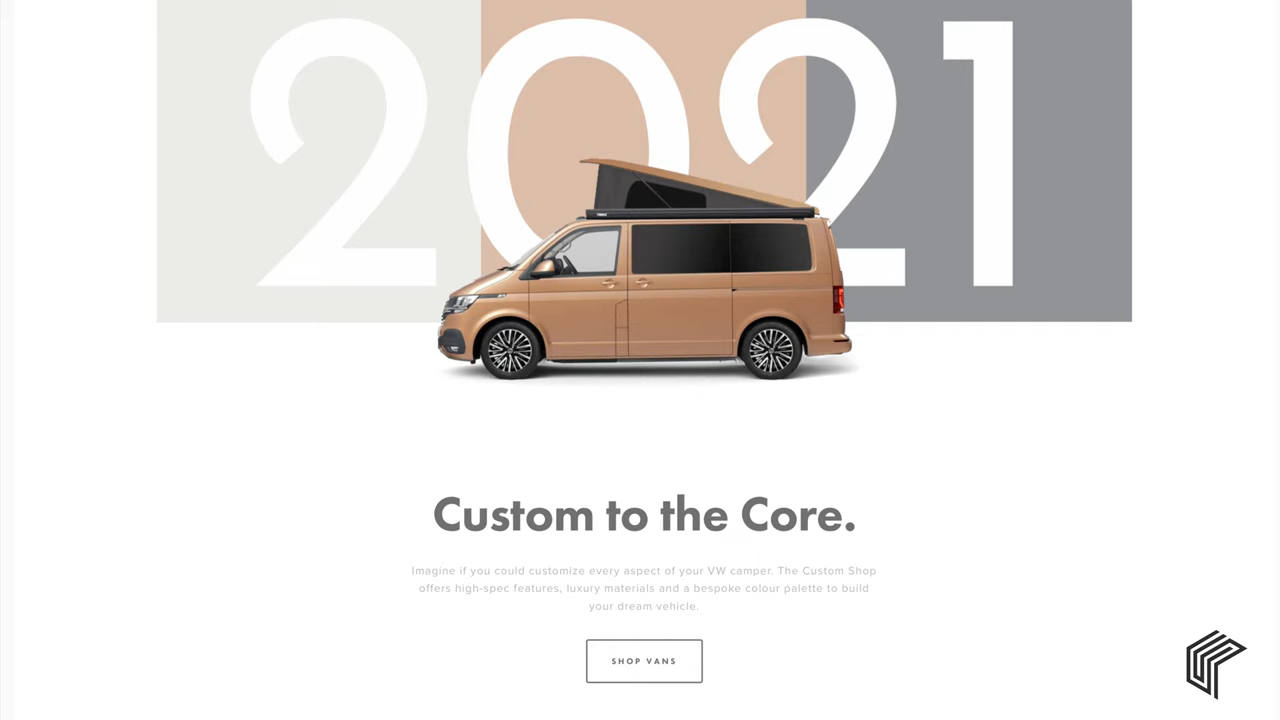 2021
Custom to the Core.
Imagine if you could customize every aspect of your VW camper. The Custom Shop
offers high-spec features, luxury materials and a bespoke colour palette to build
your dream vehicle.
SHOP VANS